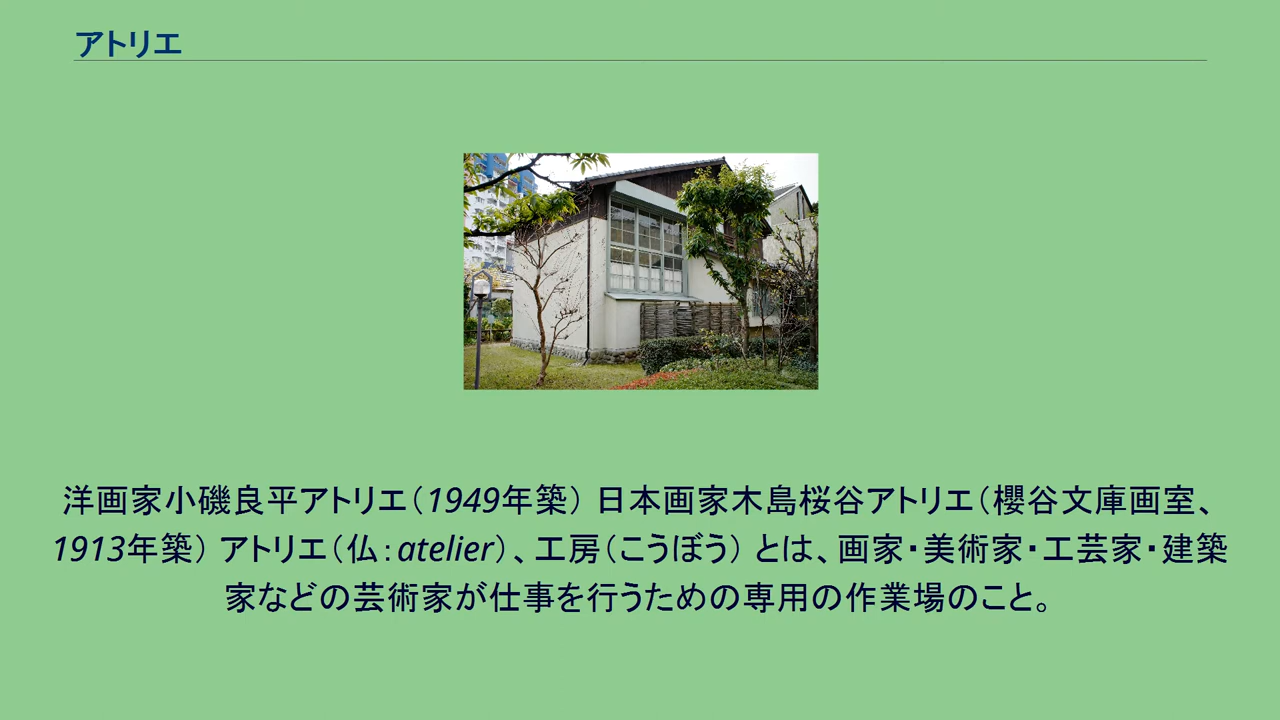 アトリエ
洋画家小磯良平アトリエ（1949年築） 日本画家木島桜谷アトリエ（櫻谷文庫画室、
1913年築） アトリエ（仏：atelier）、工房（こうぼう） とは、画家・美術家・工芸家・建築
家などの芸術家が仕事を行うための専用の作業場のこと。